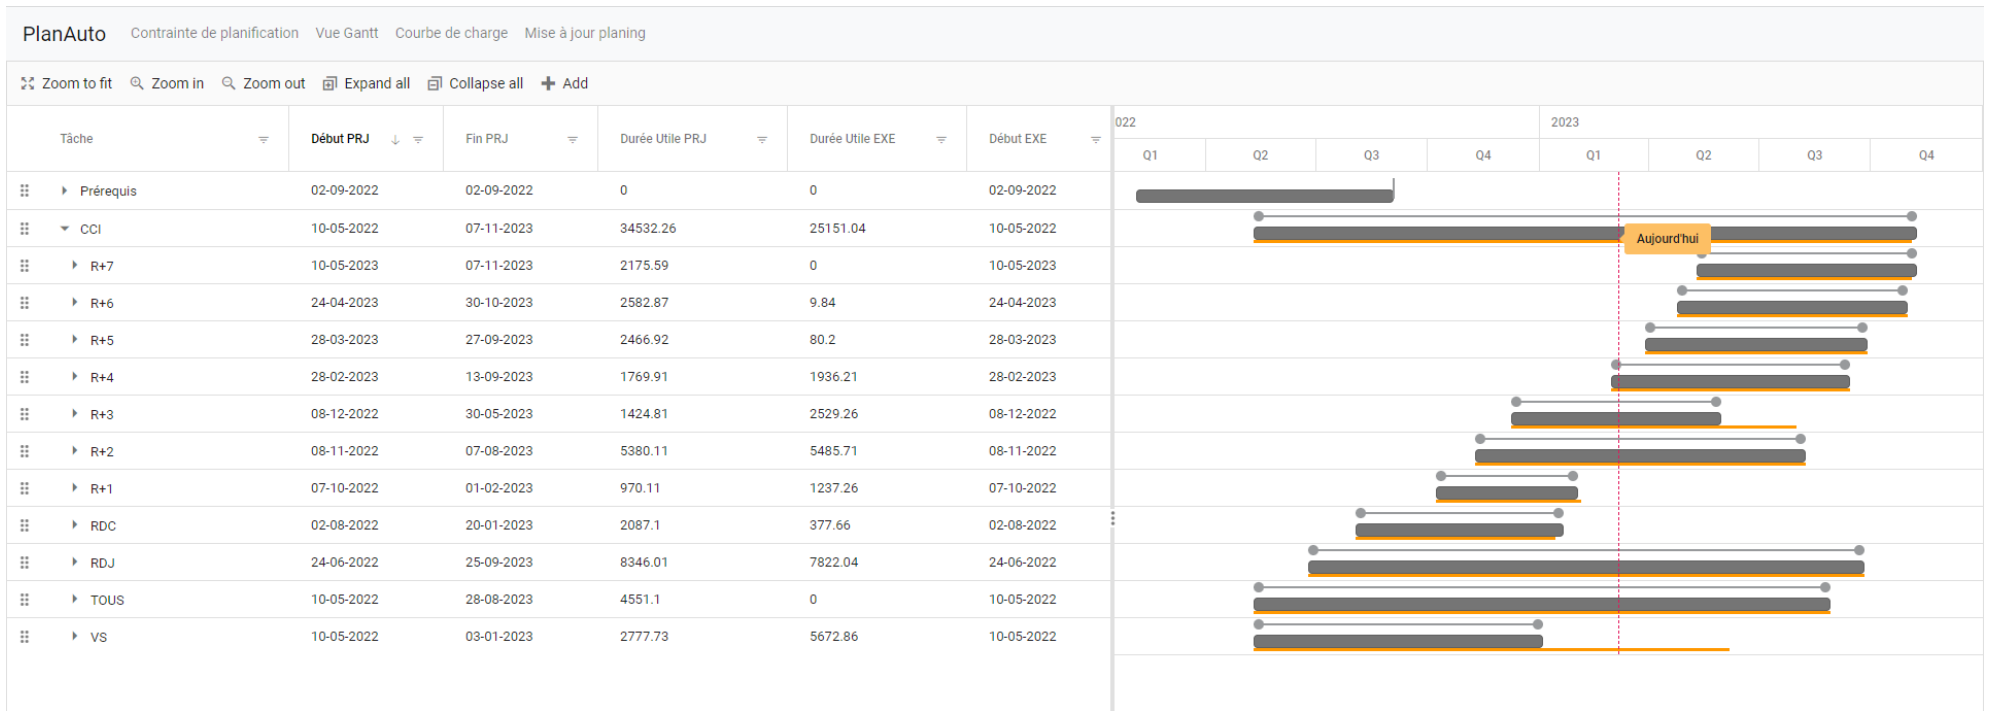 PlanAuto Contrainte de planification Vue Gantt Courbe de charge Mise à jour planing
Zoom to fit Zoom in Zoom out Expand all Collapse all Add
Tâche Début PRJ Fin PRJ Durée Utile PRJ Durée Utile EXE Début EXE
022 2023
Q1 Q2 Q3 Q4 Q1 Q2 Q3 Q4
Prérequis 02-09-2022 02-09-2022 0 0 02-09-2022
CCI 10-05-2022 07-11-2023 34532.26 25151.04 10-05-2022
Aujourd'hui
R+7 10-05-2023 07-11-2023 2175.59 0 10-05-2023
R+6 24-04-2023 30-10-2023 2582.87 9.84 24-04-2023
R+5 28-03-2023 27-09-2023 2466.92 80.2 28-03-2023
R+4 28-02-2023 13-09-2023 1769.91 1936.21 28-02-2023
R+3 08-12-2022 30-05-2023 1424.81 2529.26 08-12-2022
R+2 08-11-2022 07-08-2023 5380.11 5485.71 08-11-2022
R+1 07-10-2022 01-02-2023 970.11 1237.26 07-10-2022
RDC 02-08-2022 20-01-2023 2087.1 377.66 02-08-2022
RDJ 24-06-2022 25-09-2023 8346.01 7822.04 24-06-2022
TOUS 10-05-2022 28-08-2023 4551.1 0 10-05-2022
VS 10-05-2022 03-01-2023 2777.73 5672.86 10-05-2022